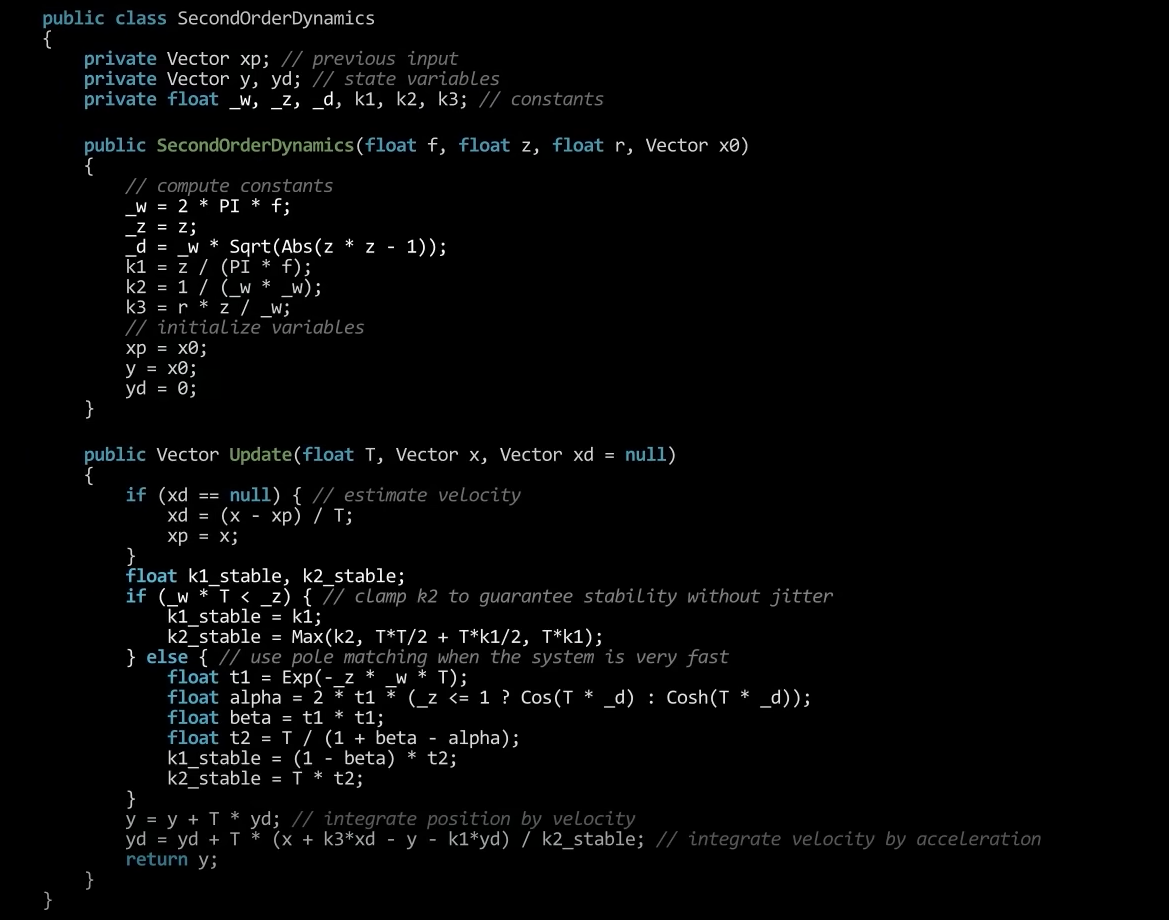 public class SecondOrderDynamics
{
    private Vector xp; // previous input
    private Vector y, yd; // state variables
    private float _w, _z, _d, k1, k2, k3; // constants

    public SecondOrderDynamics(float f, float z, float r, Vector x0)
    {
        // compute constants
        _w = 2 * PI * f;
        _z = z;
        _d = _w * Sqrt(Abs(z * z - 1));
        k1 = z / (PI * f);
        k2 = 1 / (_w * _w);
        k3 = r * z / _w;
        // initialize variables
        xp = x0;
        y = x0;
        yd = 0;
    }

    public Vector Update(float T, Vector x, Vector xd = null)
    {
        if (xd == null) { // estimate velocity
            xd = (x - xp) / T;
            xp = x;
        }
        float k1_stable, k2_stable;
        if (_w * T < _z) { // clamp k2 to guarantee stability without jitter
            k1_stable = k1;
            k2_stable = Max(k2, T*T/2 + T*k1/2, T*k1);
        } else { // use pole matching when the system is very fast
            float t1 = Exp(-_z * _w * T);
            float alpha = 2 * t1 * (_z <= 1 ? Cos(T * _d) : Cosh(T * _d));
            float beta = t1 * t1;
            float t2 = T / (1 + beta - alpha);
            k1_stable = (1 - beta) * t2;
            k2_stable = T * t2;
        }
        y = y + T * yd; // integrate position by velocity
        yd = yd + T * (x + k3*xd - y - k1*yd) / k2_stable; // integrate velocity by acceleration
        return y;
    }
}